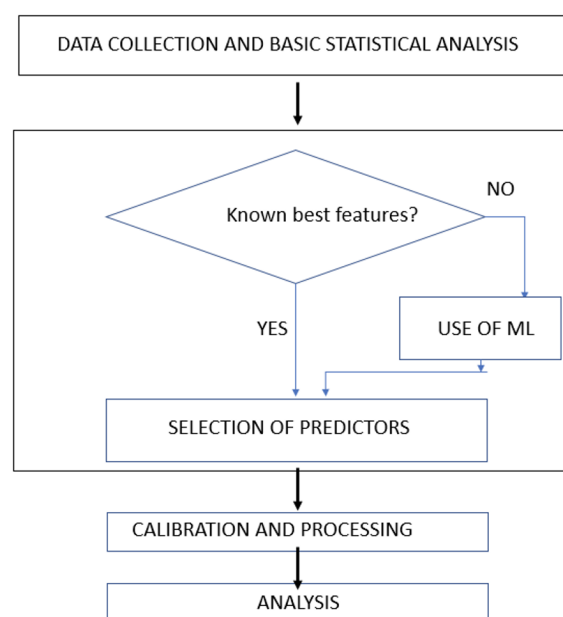 DATA COLLECTION AND BASIC STATISTICAL ANALYSIS
Known best features?
NO
YES
USE OF ML
SELECTION OF PREDICTORS
CALIBRATION AND PROCESSING
ANALYSIS